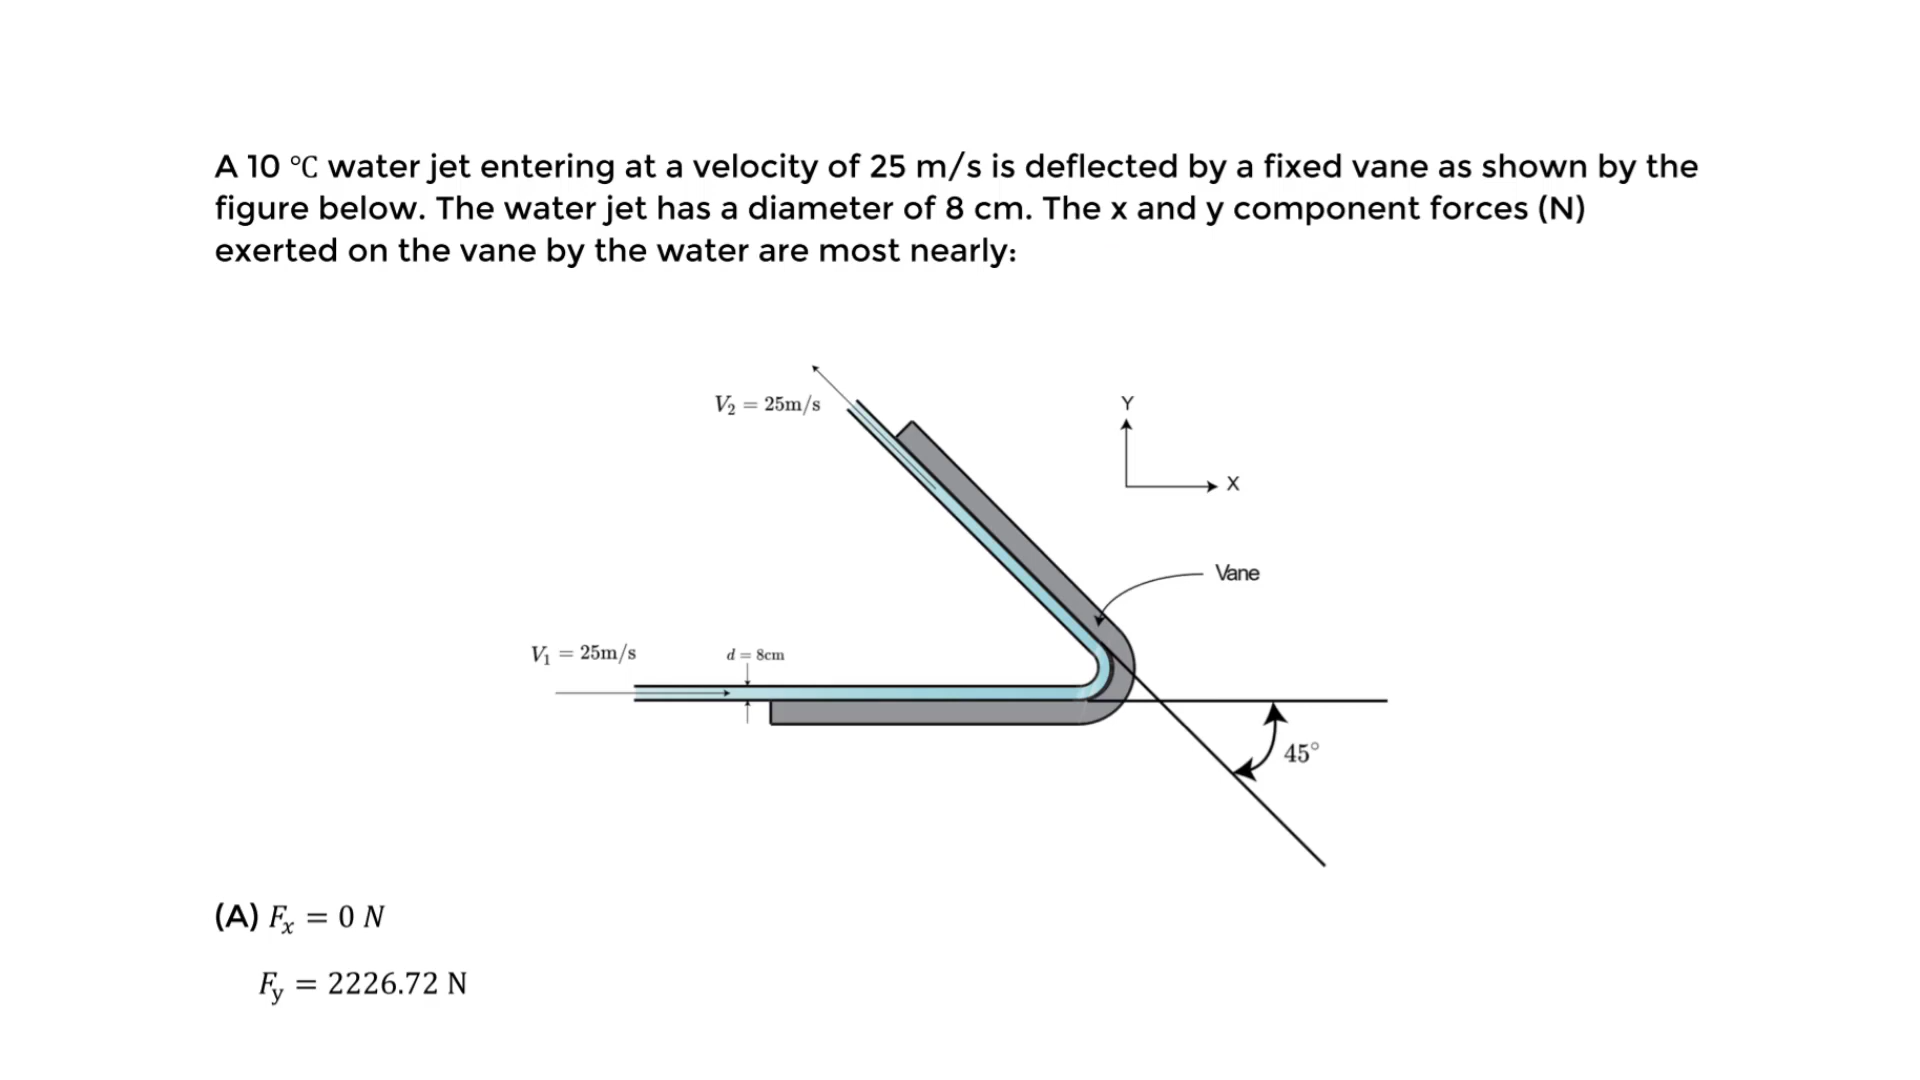 A 10 °C water jet entering at a velocity of 25 m/s is deflected by a fixed vane as shown by the
figure below. The water jet has a diameter of 8 cm. The x and y component forces (N)
exerted on the vane by the water are most nearly:
V₂ = 25m/s
Y
X
Vane
V₁ = 25m/s
d = 8cm
45°
(A) Fₓ = 0 N
F_y = 2226.72 N